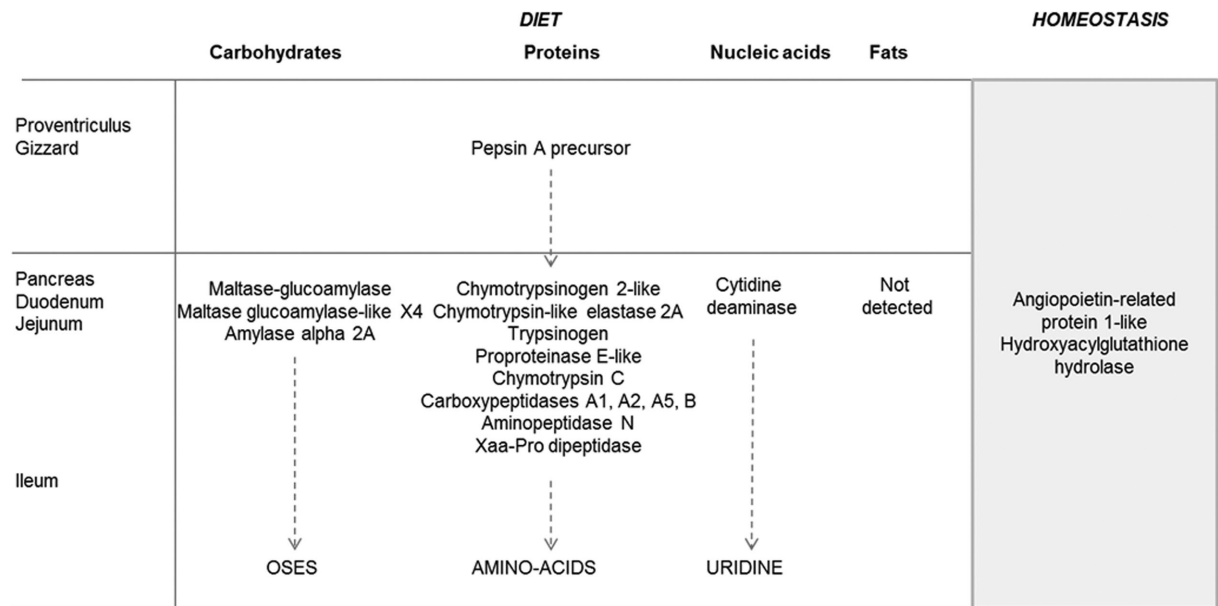 DIET
HOMEOSTASIS
Carbohydrates
Proteins
Nucleic acids
Fats
Proventriculus
Gizzard
Pepsin A precursor
Pancreas
Duodenum
Jejunum
Maltase-glucoamylase
Maltase glucoamylase-like X4
Amylase alpha 2A
Chymotrypsinogen 2-like
Chymotrypsin-like elastase 2A
Trypsinogen
Proproteinase E-like
Chymotrypsin C
Carboxypeptidases A1, A2, A5, B
Aminopeptidase N
Xaa-Pro dipeptidase
Cytidine
deaminase
Not
detected
Angiopoietin-related
protein 1-like
Hydroxyacylglutathione
hydrolase
Ileum
OSES
AMINO-ACIDS
URIDINE